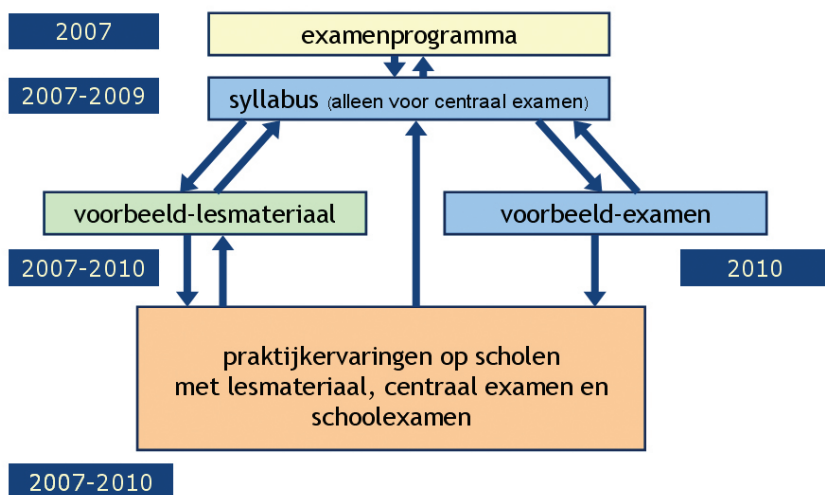 2007
examenprogramma
2007-2009
syllabus (alleen voor centraal examen)
voorbeeld-lesmateriaal
voorbeeld-examen
2007-2010
2010
praktijkervaringen op scholen
met lesmateriaal, centraal examen en
schoolexamen
2007-2010